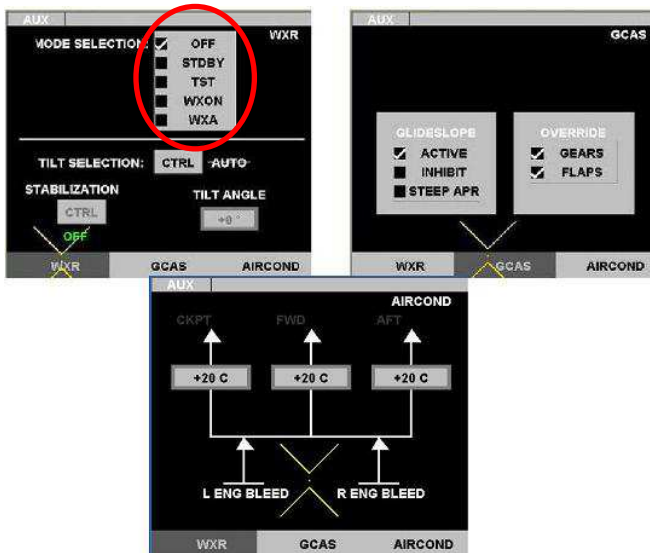 AUX
WXR
MODE SELECTION:
OFF
STDBY
TST
WXON
WXA
TILT SELECTION: CTRL AUTO
STABILIZATION
CTRL
OFF
TILT ANGLE
+0 °
WXR GCAS AIRCOND
AUX
GCAS
GLIDESLOPE
ACTIVE
INHIBIT
STEEP APR
OVERRIDE
GEARS
FLAPS
WXR GCAS AIRCOND
AUX
AIRCOND
CKPT FWD AFT
+20 C +20 C +20 C
L ENG BLEED R ENG BLEED
WXR GCAS AIRCOND